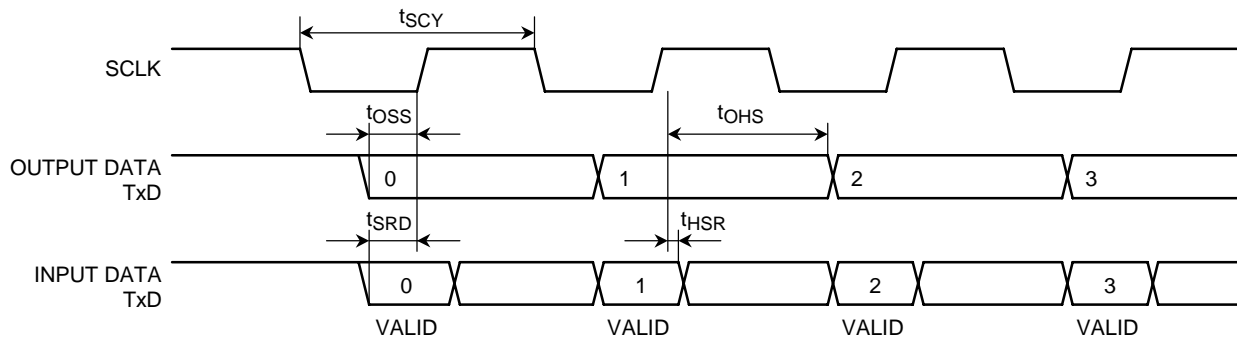 tSCY
SCLK
tOSS
tOHS
OUTPUT DATA
TxD
0 1 2 3
tSRD
tHSR
INPUT DATA
TxD
0 1 2 3
VALID VALID VALID VALID